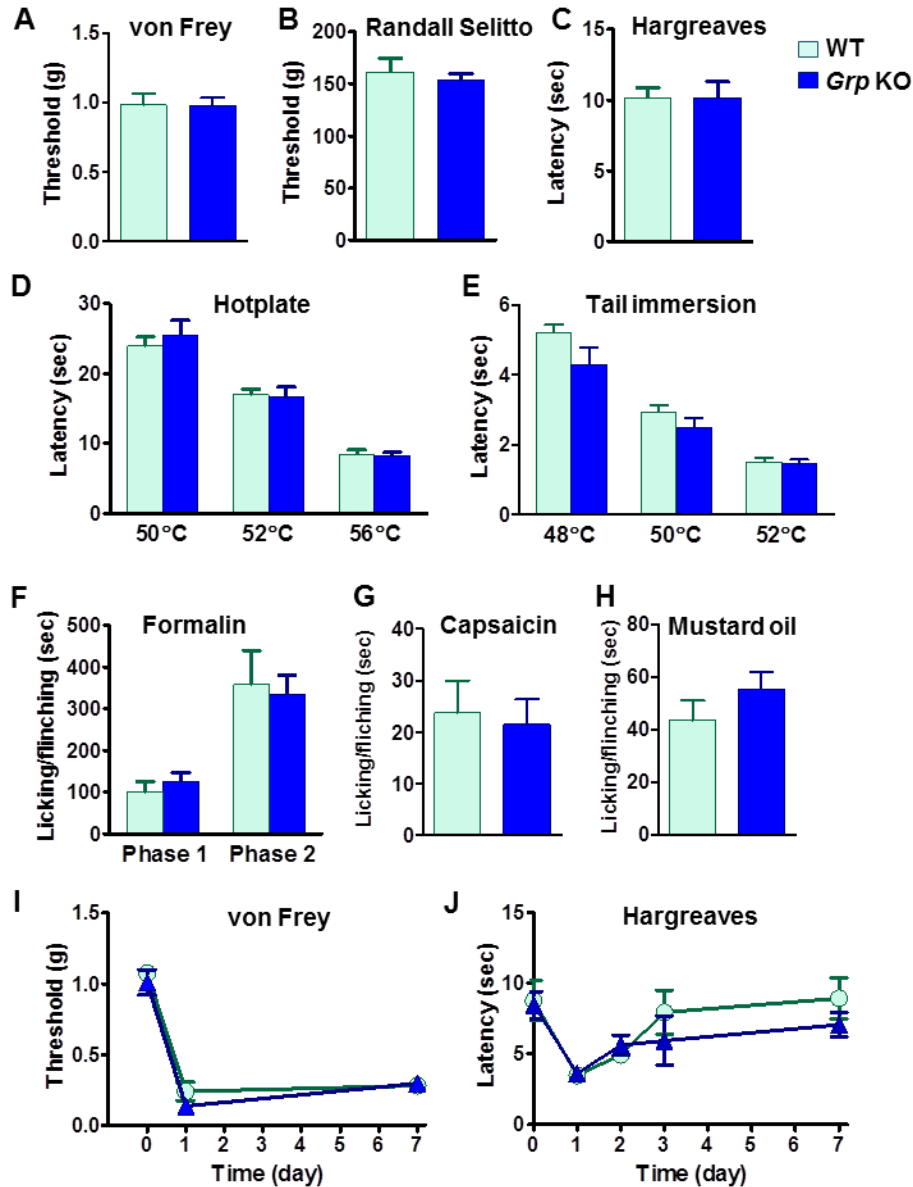 A
von Frey
Threshold (g)
1.5
1.0
0.5
0.0
B
Randall Selitto
Threshold (g)
200
150
100
50
0
C
Hargreaves
Latency (sec)
15
10
5
0
WT
Grp KO
D
Hotplate
Latency (sec)
30
20
10
0
50°C
52°C
56°C
E
Tail immersion
Latency (sec)
6
4
2
0
48°C
50°C
52°C
F
Formalin
Licking/flinching (sec)
500
400
300
200
100
0
Phase 1
Phase 2
G
Capsaicin
Licking/fliching (sec)
40
30
20
10
0
H
Mustard oil
Licking/flinching (sec)
80
60
40
20
0
I
von Frey
Threshold (g)
1.5
1.0
0.5
0.0
0 1 2 3 4 5 6 7
Time (day)
J
Hargreaves
Latency (sec)
15
10
5
0
0 1 2 3 4 5 6 7
Time (day)